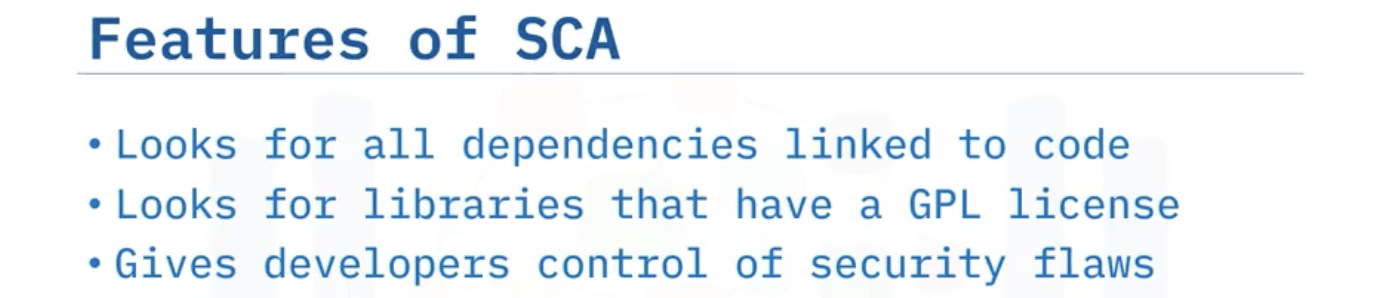 Features of SCA
• Looks for all dependencies linked to code
• Looks for libraries that have a GPL license
• Gives developers control of security flaws